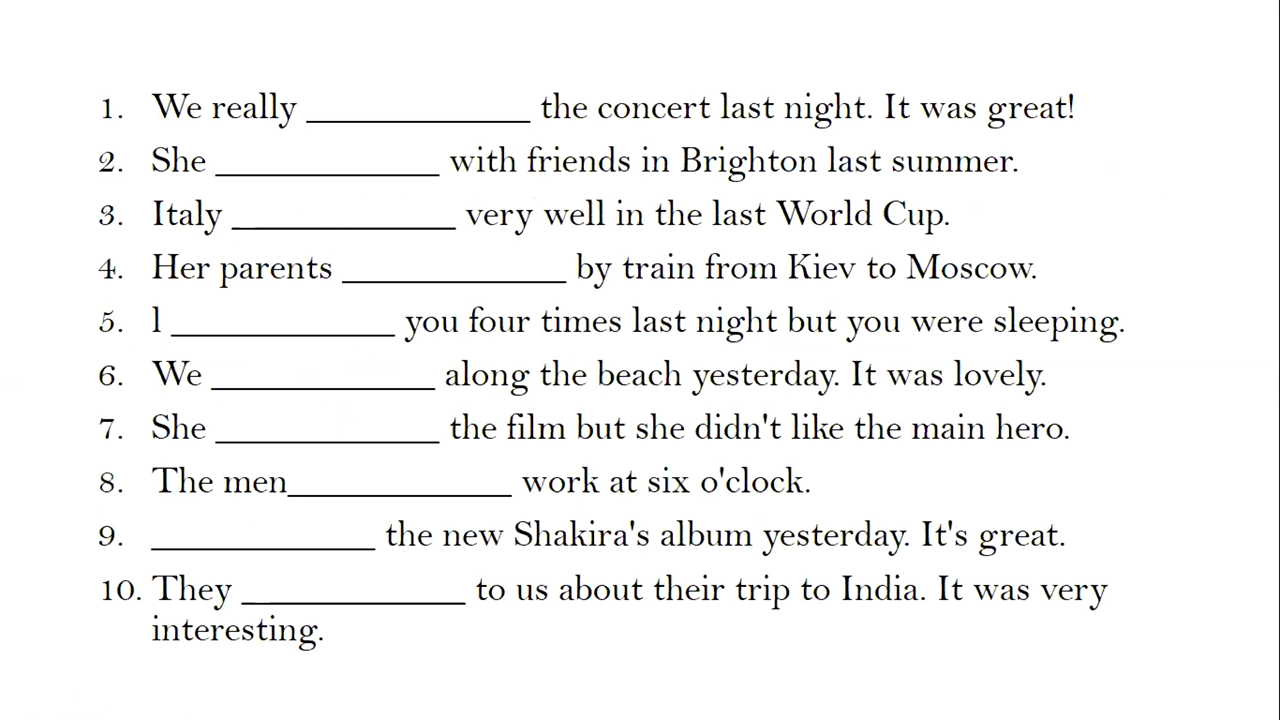 1. We really ____________ the concert last night. It was great!
2. She ____________ with friends in Brighton last summer.
3. Italy ____________ very well in the last World Cup.
4. Her parents ____________ by train from Kiev to Moscow.
5. l ____________ you four times last night but you were sleeping.
6. We ____________ along the beach yesterday. It was lovely.
7. She ____________ the film but she didn't like the main hero.
8. The men____________ work at six o'clock.
9. ____________ the new Shakira's album yesterday. It's great.
10. They ____________ to us about their trip to India. It was very
interesting.